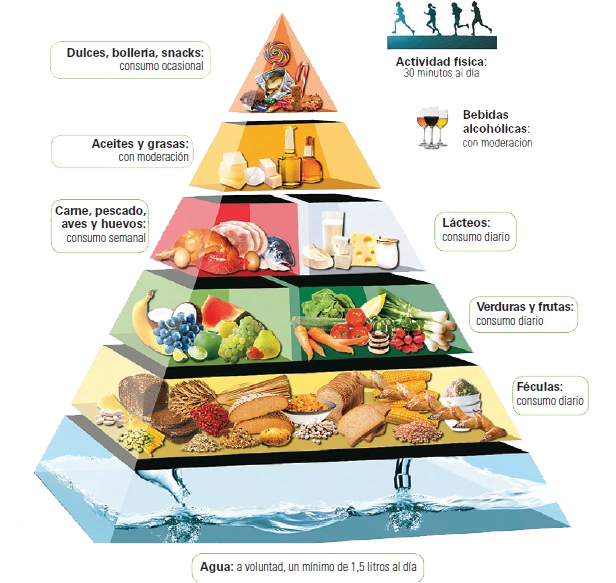 Dulces, bollería, snacks:
consumo ocasional
Actividad física:
30 minutos al día
Aceites y grasas:
con moderación
Bebidas
alcohólicas:
con moderación
Carne, pescado,
aves y huevos:
consumo semanal
Lácteos:
consumo diario
Verduras y frutas:
consumo diario
Féculas:
consumo diario
Agua: a voluntad, un mínimo de 1,5 litros al día